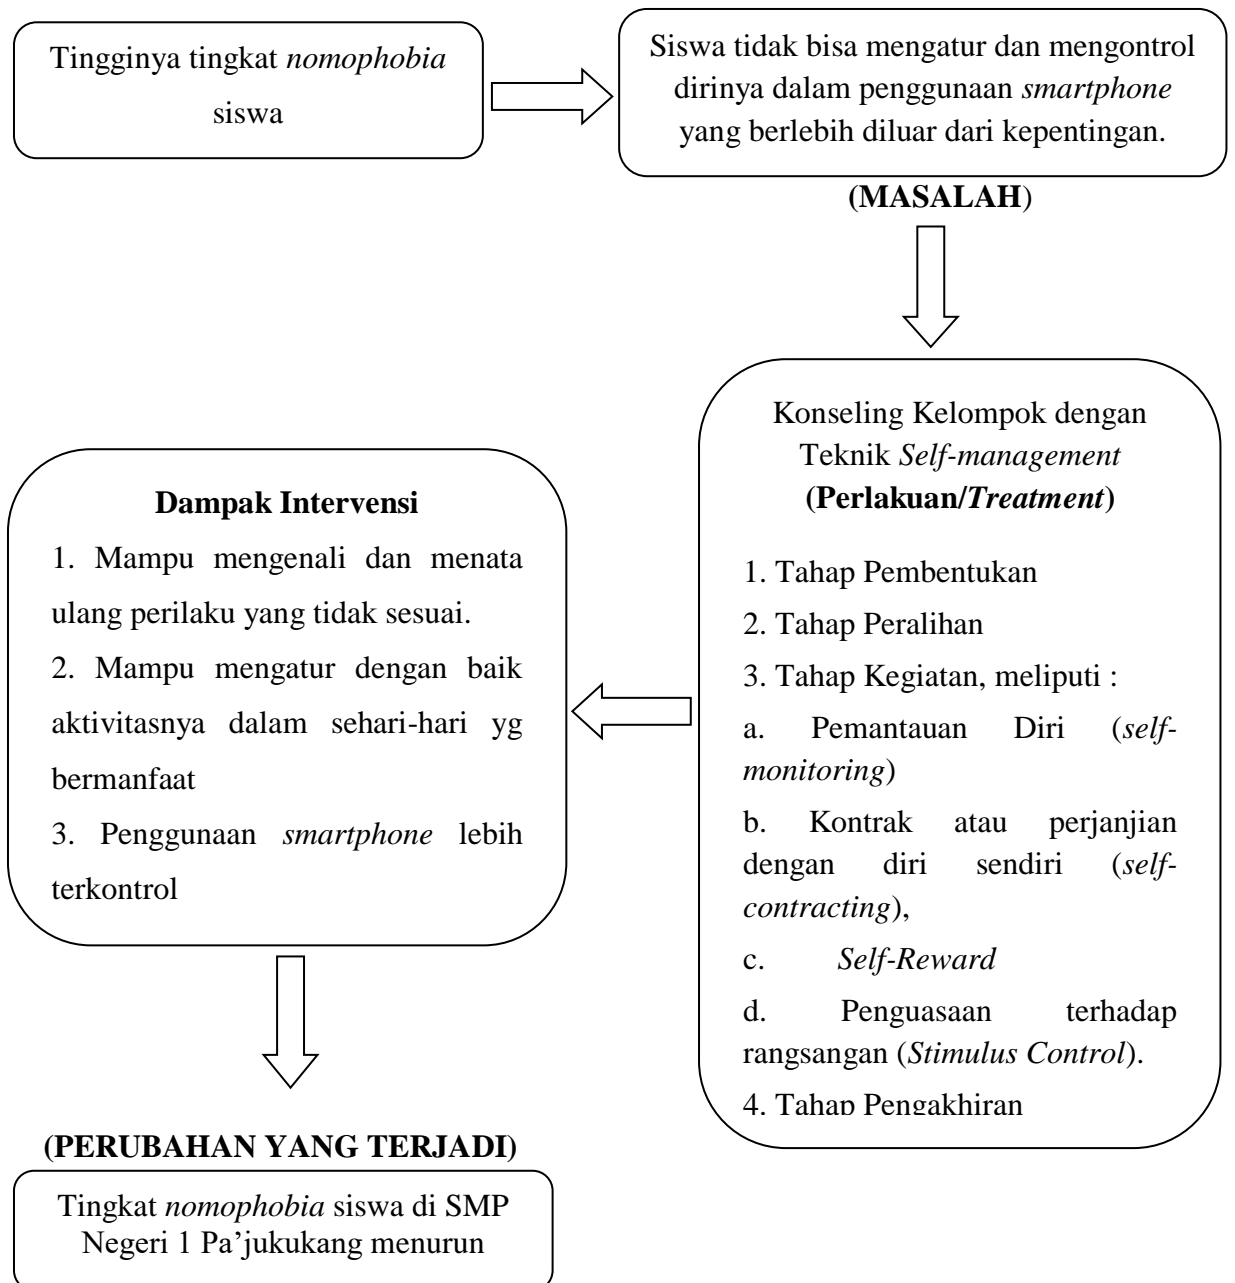 Tingginya tingkat nomophobia
siswa
Siswa tidak bisa mengatur dan mengontrol
dirinya dalam penggunaan smartphone
yang berlebih diluar dari kepentingan.
(MASALAH)
Konseling Kelompok dengan
Teknik Self-management
(Perlakuan/Treatment)
1. Tahap Pembentukan
2. Tahap Peralihan
3. Tahap Kegiatan, meliputi :
a. Pemantauan Diri (self-
monitoring)
b. Kontrak atau perjanjian
dengan diri sendiri (self-
contracting),
c. Self-Reward
d. Penguasaan terhadap
rangsangan (Stimulus Control).
4. Tahap Pengakhiran
Dampak Intervensi
1. Mampu mengenali dan menata
ulang perilaku yang tidak sesuai.
2. Mampu mengatur dengan baik
aktivitasnya dalam sehari-hari yg
bermanfaat
3. Penggunaan smartphone lebih
terkontrol
(PERUBAHAN YANG TERJADI)
Tingkat nomophobia siswa di SMP
Negeri 1 Pa’jukukang menurun